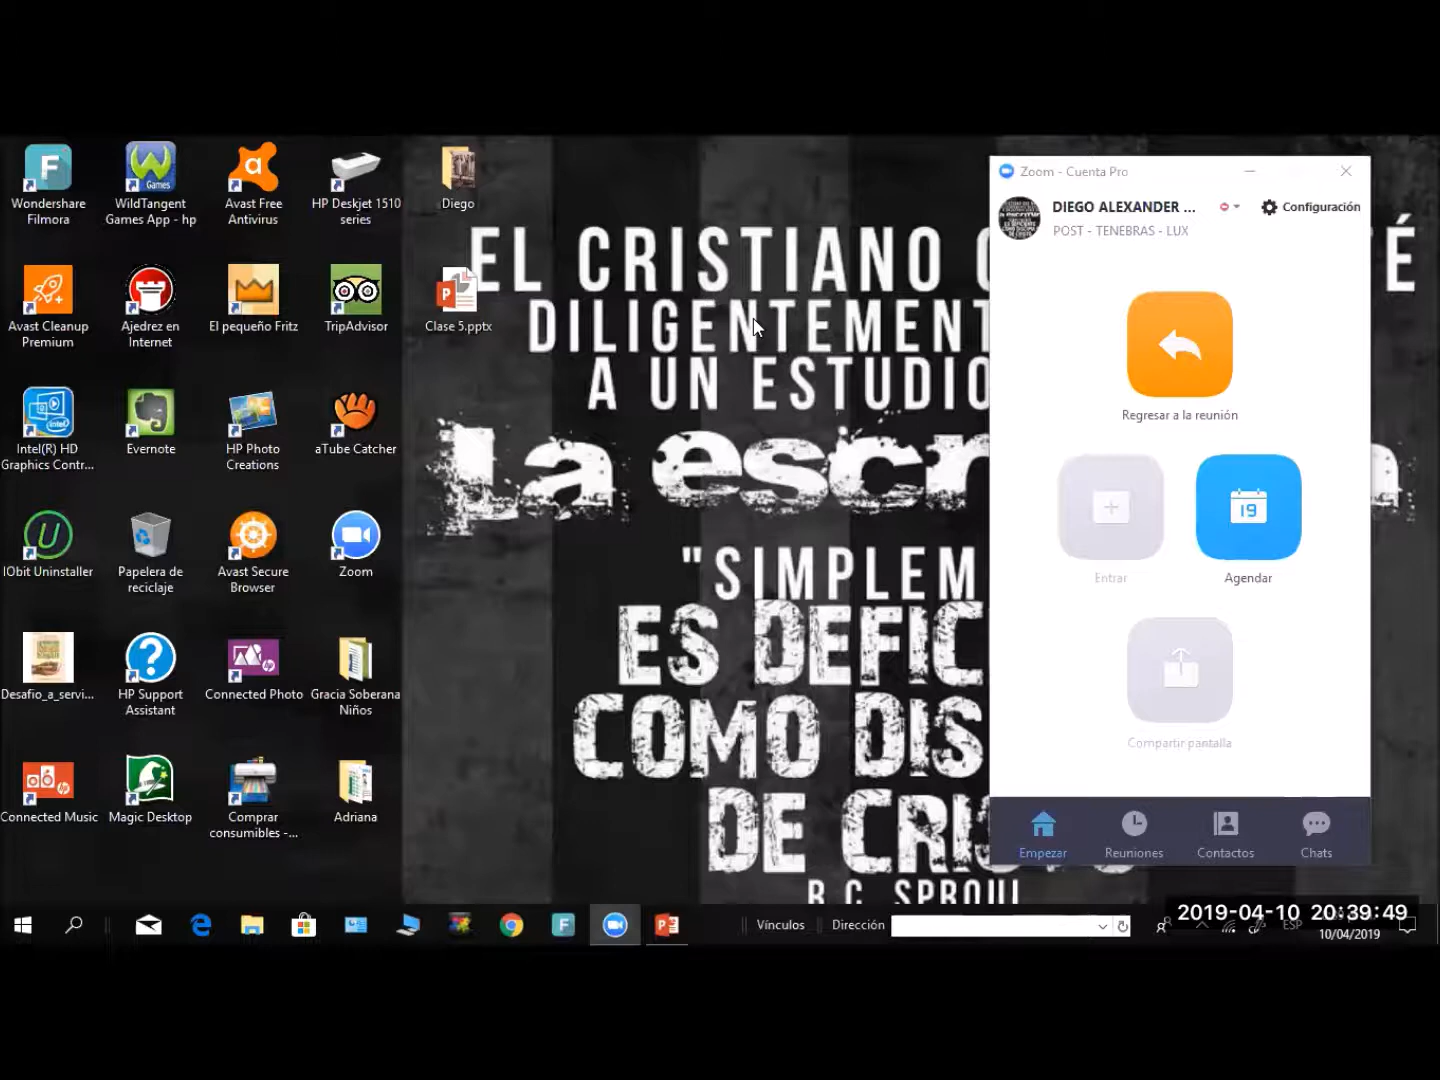 Wondershare
Filmora
WildTangent
Games App - hp
Avast Free
Antivirus
HP Deskjet 1510
series
Diego
Avast Cleanup
Premium
Ajedrez en
Internet
El pequeño Fritz
TripAdvisor
Clase 5.pptx
Intel(R) HD
Graphics Contr...
Evernote
HP Photo
Creations
aTube Catcher
IObit Uninstaller
Papelera de
reciclaje
Avast Secure
Browser
Zoom
Desafio_a_servi...
HP Support
Assistant
Connected Photo
Gracia Soberana
Niños
Connected Music
Magic Desktop
Comprar
consumibles -...
Adriana
EL CRISTIANO
DILIGENTEMENT
A UN ESTUDIO
La escr
"SIMPLEM
ES DEFIC
COMO DIS
DE CRIS
R.C. SPROUL
Zoom - Cuenta Pro
DIEGO ALEXANDER ...
Configuración
POST - TENEBRAS - LUX
Regresar a la reunión
Entrar
19
Agendar
Compartir pantalla
Empezar
Reuniones
Contactos
Chats
Vínculos
Dirección
2019-04-10 20:39:49
ESP
10/04/2019